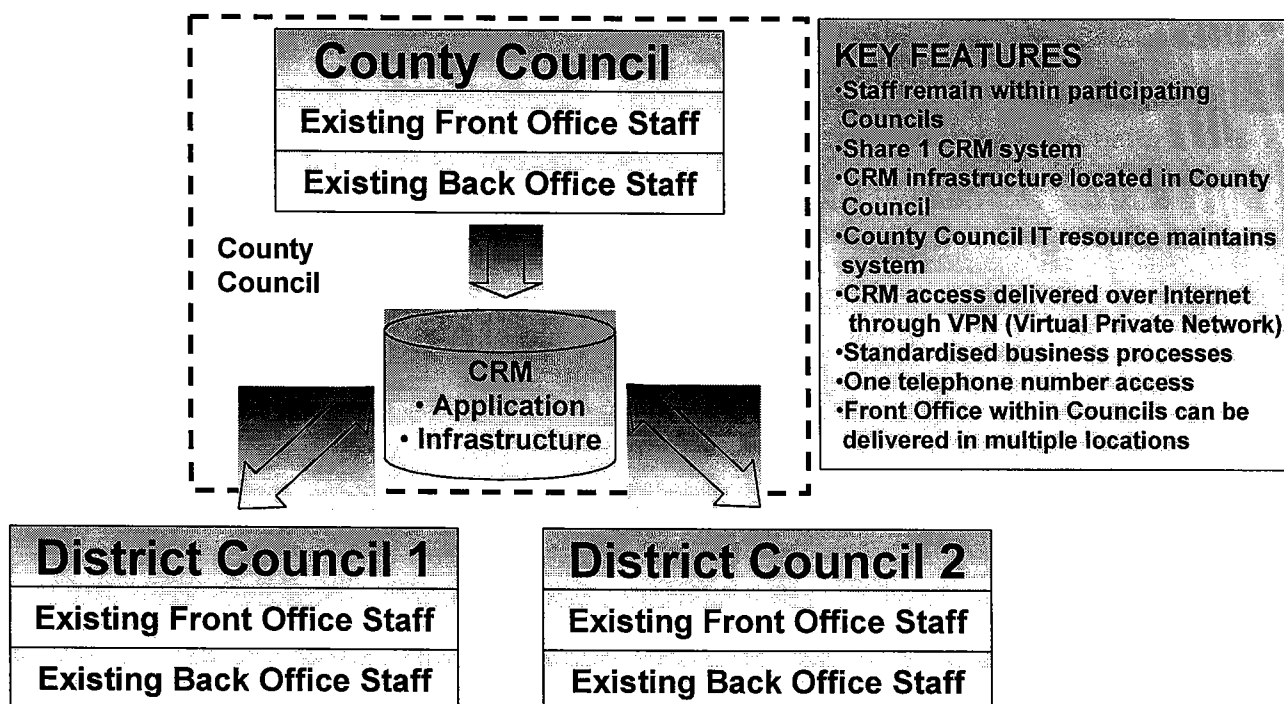 County Council
Existing Front Office Staff
Existing Back Office Staff
County
Council
CRM
• Application
• Infrastructure
KEY FEATURES
•Staff remain within participating
Councils
•Share 1 CRM system
•CRM infrastructure located in County
Council
•County Council IT resource maintains
system
•CRM access delivered over Internet
through VPN (Virtual Private Network)
•Standardised business processes
•One telephone number access
•Front Office within Councils can be
delivered in multiple locations
District Council 1
Existing Front Office Staff
Existing Back Office Staff
District Council 2
Existing Front Office Staff
Existing Back Office Staff